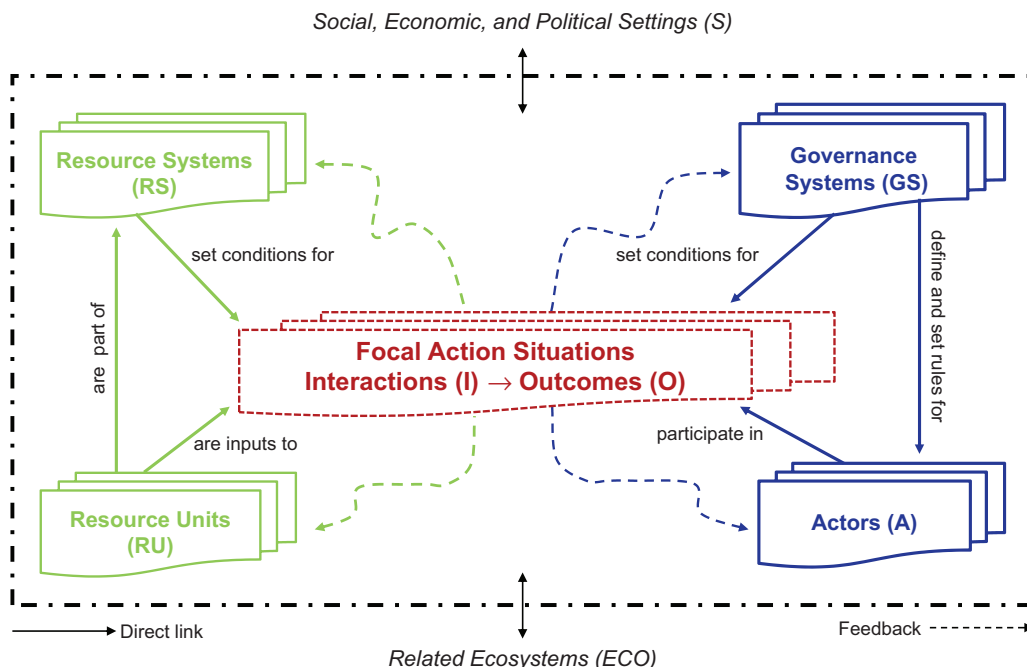 Social, Economic, and Political Settings (S)
Resource Systems
(RS)
Governance
Systems (GS)
set conditions for
set conditions for
are part of
define and set rules for
Focal Action Situations
Interactions (I) → Outcomes (O)
are inputs to
participate in
Resource Units
(RU)
Actors (A)
Direct link
Feedback
Related Ecosystems (ECO)